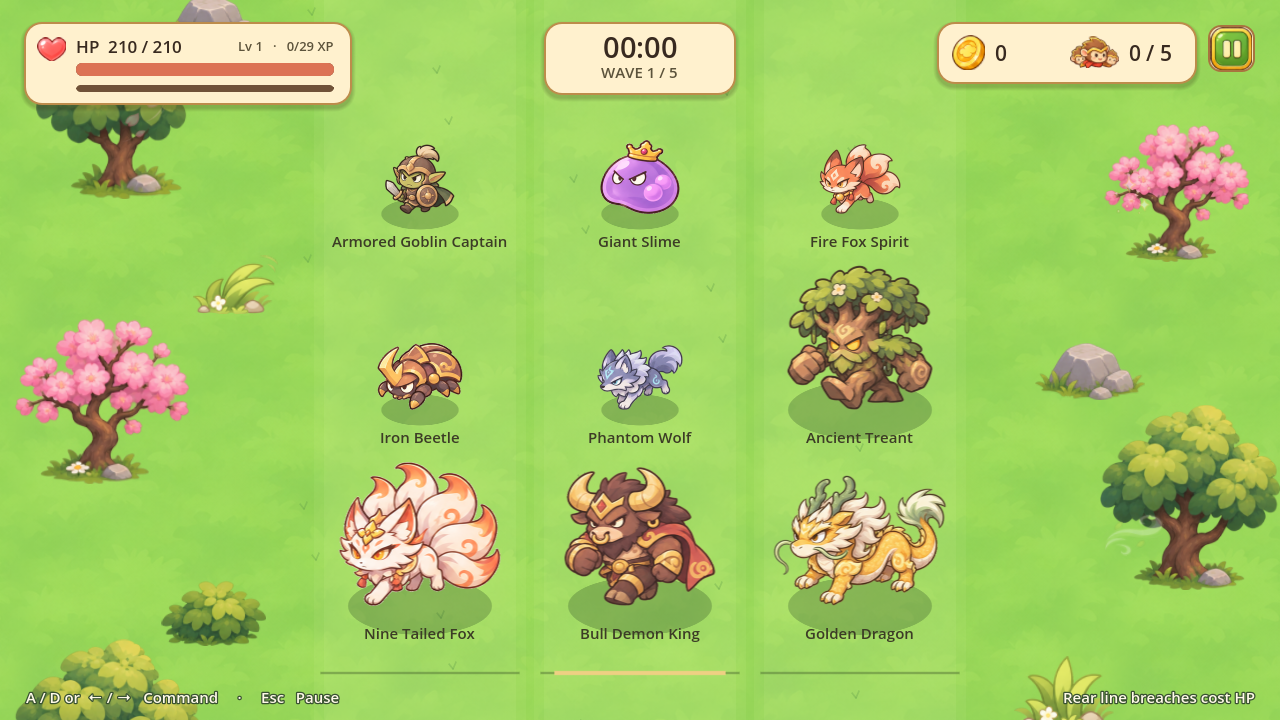 HP 210 / 210 Lv 1 · 0/29 XP
00:00
WAVE 1 / 5
0
0 / 5
Armored Goblin Captain
Giant Slime
Fire Fox Spirit
Iron Beetle
Phantom Wolf
Ancient Treant
Nine Tailed Fox
Bull Demon King
Golden Dragon
A / D or ← / → Command · Esc Pause
Rear line breaches cost HP